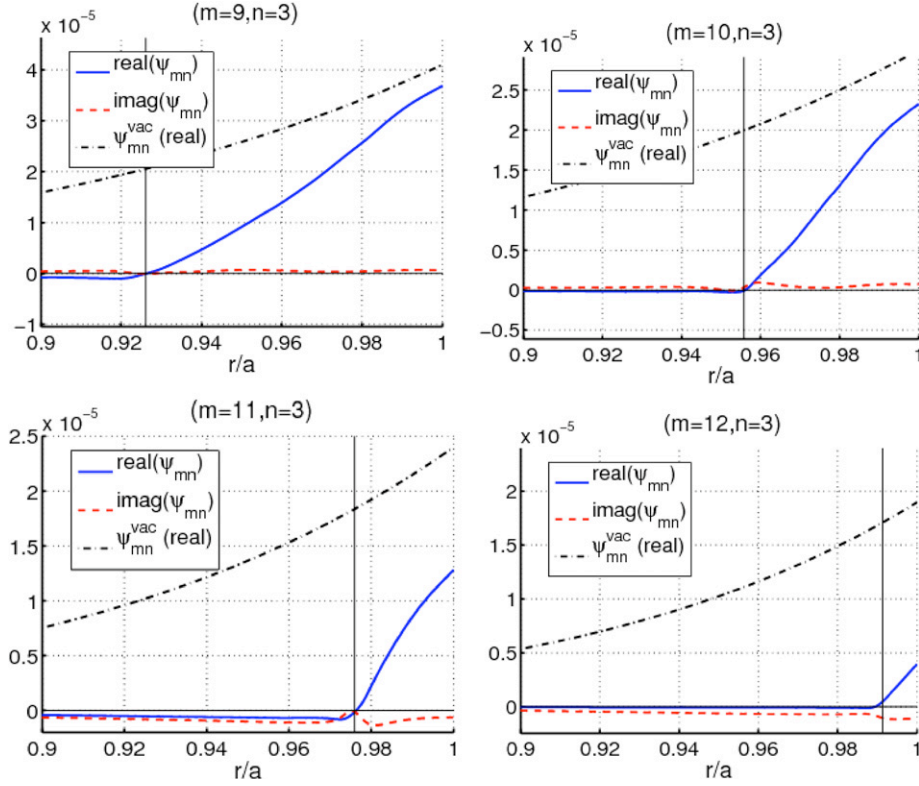 (m=9,n=3)
x 10⁻⁵
real(ψmn)
imag(ψmn)
ψmn^vac (real)
4
3
2
1
0
−1
0.9 0.92 0.94 0.96 0.98 1
r/a
(m=10,n=3)
x 10⁻⁵
real(ψmn)
imag(ψmn)
ψmn^vac (real)
2.5
2
1.5
1
0.5
0
−0.5
0.9 0.92 0.94 0.96 0.98 1
r/a
(m=11,n=3)
x 10⁻⁵
real(ψmn)
imag(ψmn)
ψmn^vac (real)
2.5
2
1.5
1
0.5
0
0.9 0.92 0.94 0.96 0.98 1
r/a
(m=12,n=3)
x 10⁻⁵
real(ψmn)
imag(ψmn)
ψmn^vac (real)
2
1.5
1
0.5
0
0.9 0.92 0.94 0.96 0.98 1
r/a